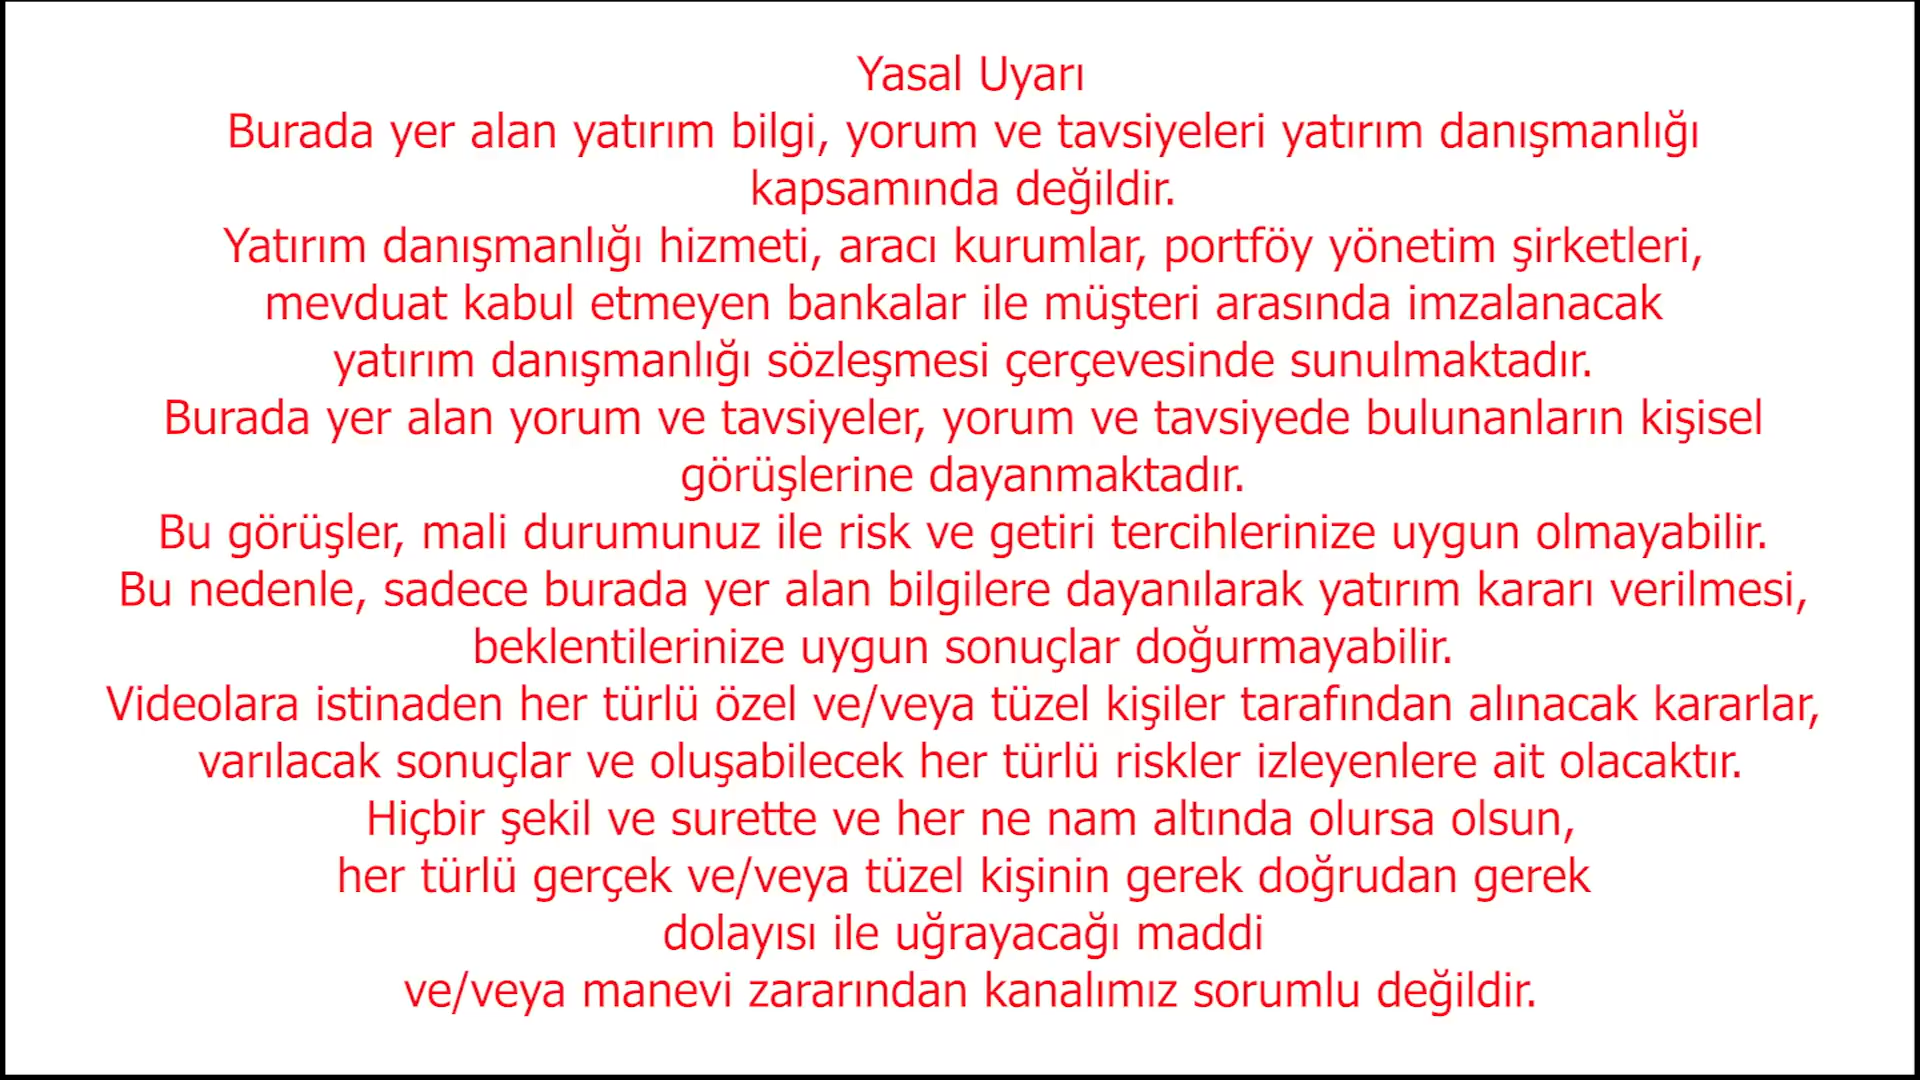 Yasal Uyarı
Burada yer alan yatırım bilgi, yorum ve tavsiyeleri yatırım danışmanlığı
kapsamında değildir.
Yatırım danışmanlığı hizmeti, aracı kurumlar, portföy yönetim şirketleri,
mevduat kabul etmeyen bankalar ile müşteri arasında imzalanacak
yatırım danışmanlığı sözleşmesi çerçevesinde sunulmaktadır.
Burada yer alan yorum ve tavsiyeler, yorum ve tavsiyede bulunanların kişisel
görüşlerine dayanmaktadır.
Bu görüşler, mali durumunuz ile risk ve getiri tercihlerinize uygun olmayabilir.
Bu nedenle, sadece burada yer alan bilgilere dayanılarak yatırım kararı verilmesi,
beklentilerinize uygun sonuçlar doğurmayabilir.
Videolara istinaden her türlü özel ve/veya tüzel kişiler tarafından alınacak kararlar,
varılacak sonuçlar ve oluşabilecek her türlü riskler izleyenlere ait olacaktır.
Hiçbir şekil ve surette ve her ne nam altında olursa olsun,
her türlü gerçek ve/veya tüzel kişinin gerek doğrudan gerek
dolayısı ile uğrayacağı maddi
ve/veya manevi zararından kanalımız sorumlu değildir.